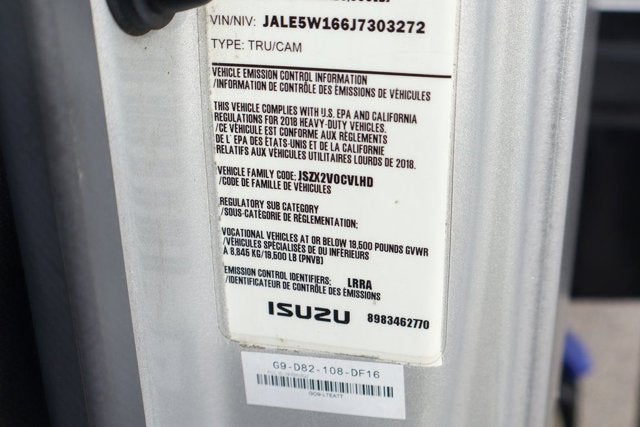 VIN/NIV: JALE5W166J7303272
TYPE: TRU/CAM
VEHICLE EMISSION CONTROL INFORMATION
/INFORMATION DE CONTRÔLE DES ÉMISSIONS DE VÉHICULES
THIS VEHICLE COMPLIES WITH U.S. EPA AND CALIFORNIA
REGULATIONS FOR 2018 HEAVY-DUTY VEHICLES.
/CE VÉHICULE EST CONFORME AUX RÈGLEMENTS
DE L' EPA DES ÉTATS-UNIS ET DE LA CALIFORNIE
RELATIFS AUX VÉHICULES UTILITAIRES LOURDS DE 2018.
VEHICLE FAMILY CODE: JSZX2VOCVLHD
/CODE DE FAMILLE DE VÉHICULES
REGULATORY SUB CATEGORY
/SOUS-CATÉGORIE DE RÉGLEMENTATION:
VOCATIONAL VEHICLES AT OR BELOW 19,500 POUNDS GVWR
/VÉHICULES SPÉCIALISÉS DE OU INFÉRIEURS
À 8,845 KG/19,500 LB (PNVB)
EMISSION CONTROL IDENTIFIERS: LRRA
/IDENTIFICATEUR DE CONTRÔLE DES ÉMISSIONS
ISUZU 8983462770
G9-D82-108-DF16